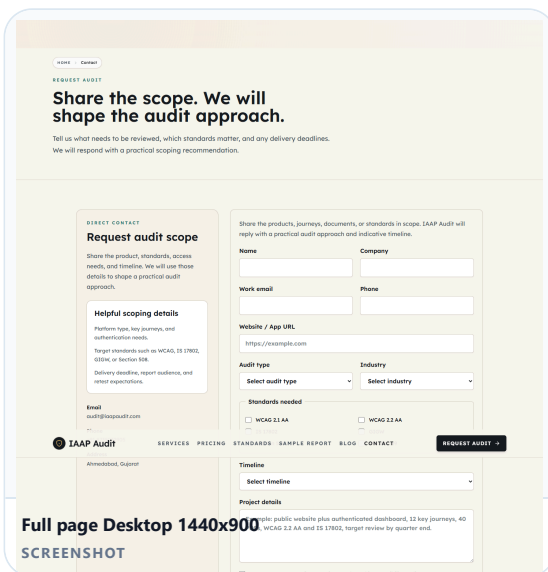 HOME Contact
REQUEST AUDIT
Share the scope. We will
shape the audit approach.
Tell us what needs to be reviewed, which standards matter, and any delivery deadlines.
We will respond with a practical scoping recommendation.
DIRECT CONTACT
Request audit scope
Share the product, standards, access
needs, and timeline. We will use those
details to shape a practical audit
approach.
Helpful scoping details
Platform type, key journeys, and
authentication needs.
Target standards such as WCAG, IS 17802,
GIGW, or Section 508.
Delivery deadline, report audience, and
retest expectations.
Email
audit@iaapaudit.com
Ahmedabad, Gujarat
Share the products, journeys, documents, or standards in scope. IAAP Audit will
reply with a practical audit approach and indicative timeline.
Name
Company
Work email
Phone
Website / App URL
https://example.com
Audit type
Industry
Select audit type
Select industry
Standards needed
WCAG 2.1 AA
WCAG 2.2 AA
IAAP Audit
SERVICES PRICING STANDARDS SAMPLE REPORT BLOG CONTACT
REQUEST AUDIT →
Timeline
Select timeline
Project details
Example: public website plus authenticated dashboard, 12 key journeys, 40
WCAG 2.2 AA and IS 17802, target review by quarter end.
Full page Desktop 1440x900
SCREENSHOT